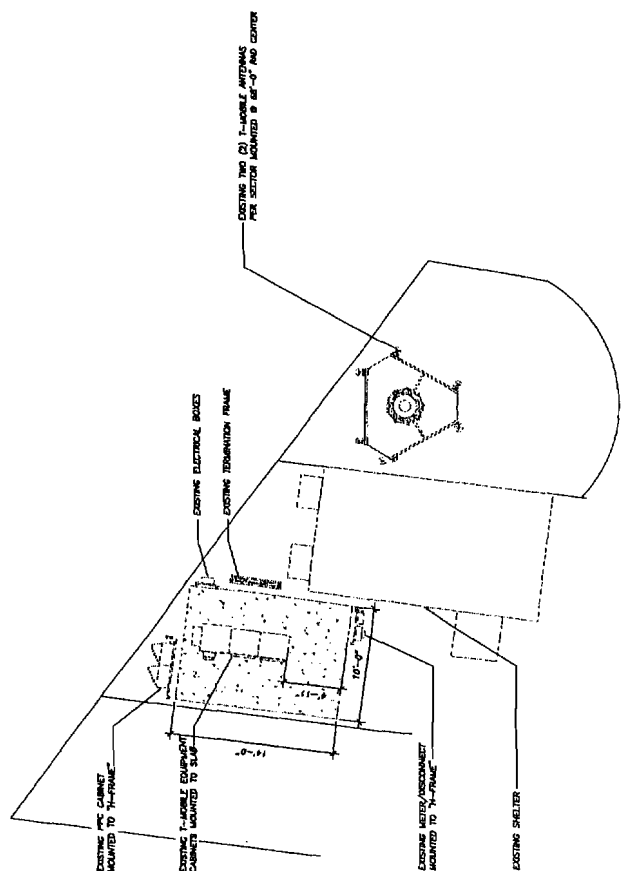 EXISTING TWO (2) T-MOBILE ANTENNAS
PER SECTOR MOUNTED @ 68'-0" RAD CENTER
EXISTING ELECTRICAL BOXES
EXISTING TERMINATION FRAME
EXISTING PPC CABINET
MOUNTED TO "H-FRAME"
EXISTING T-MOBILE EQUIPMENT
CABINETS MOUNTED TO SLAB
14'-0"
4'-11"
10'-0"
EXISTING METER/DISCONNECT
MOUNTED TO "H-FRAME"
EXISTING SHELTER